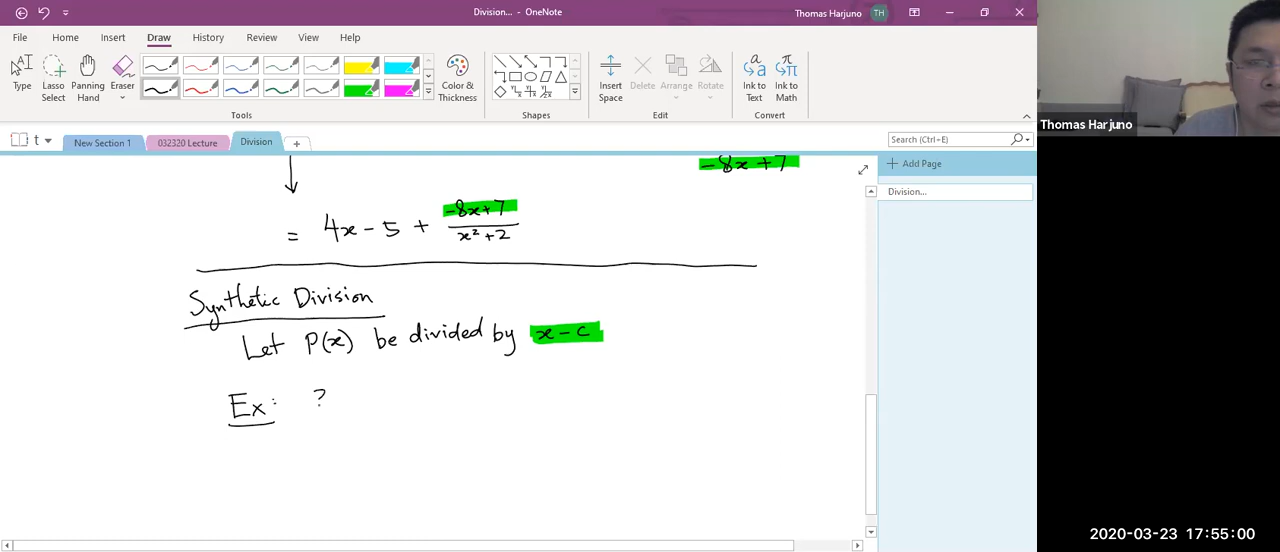 Division... - OneNote
Thomas Harjuno TH
File Home Insert Draw History Review View Help
Type
Lasso Select
Panning Hand
Eraser
Color & Thickness
Insert Space
Delete
Arrange
Rotate
Ink to Text
Ink to Math
Tools
Shapes
Edit
Convert
t
New Section 1
032320 Lecture
Division
Search (Ctrl+E)
Add Page
Division...
Thomas Harjuno
-8x+7
= 4x-5 + -8x+7 / x²+2
Synthetic Division
Let P(x) be divided by x-c
Ex: ?
2020-03-23 17:55:00